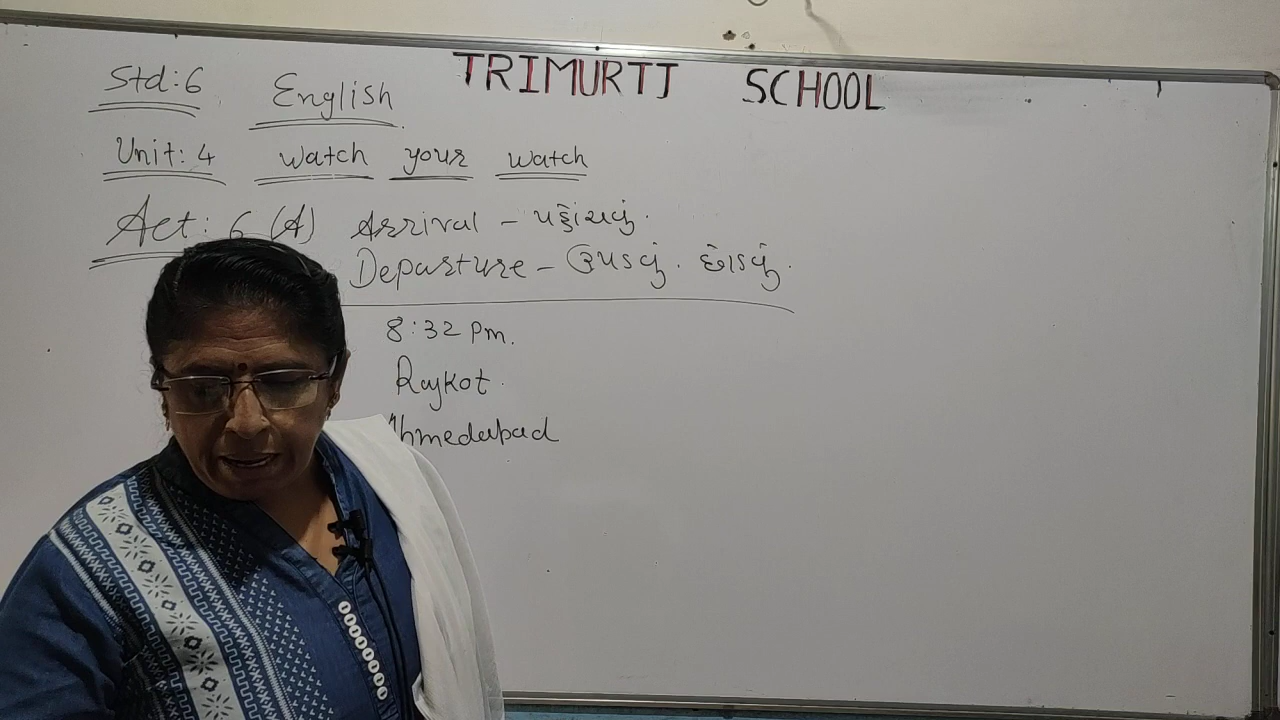 TRIMURTI SCHOOL
Std:6 English
Unit: 4 watch your watch
Act: 6 (A) Arrival - પહોંચવું.
Departure - ઉપડવું. છોડવું.
8:32 Pm.
Rajkot.
Ahmedabad